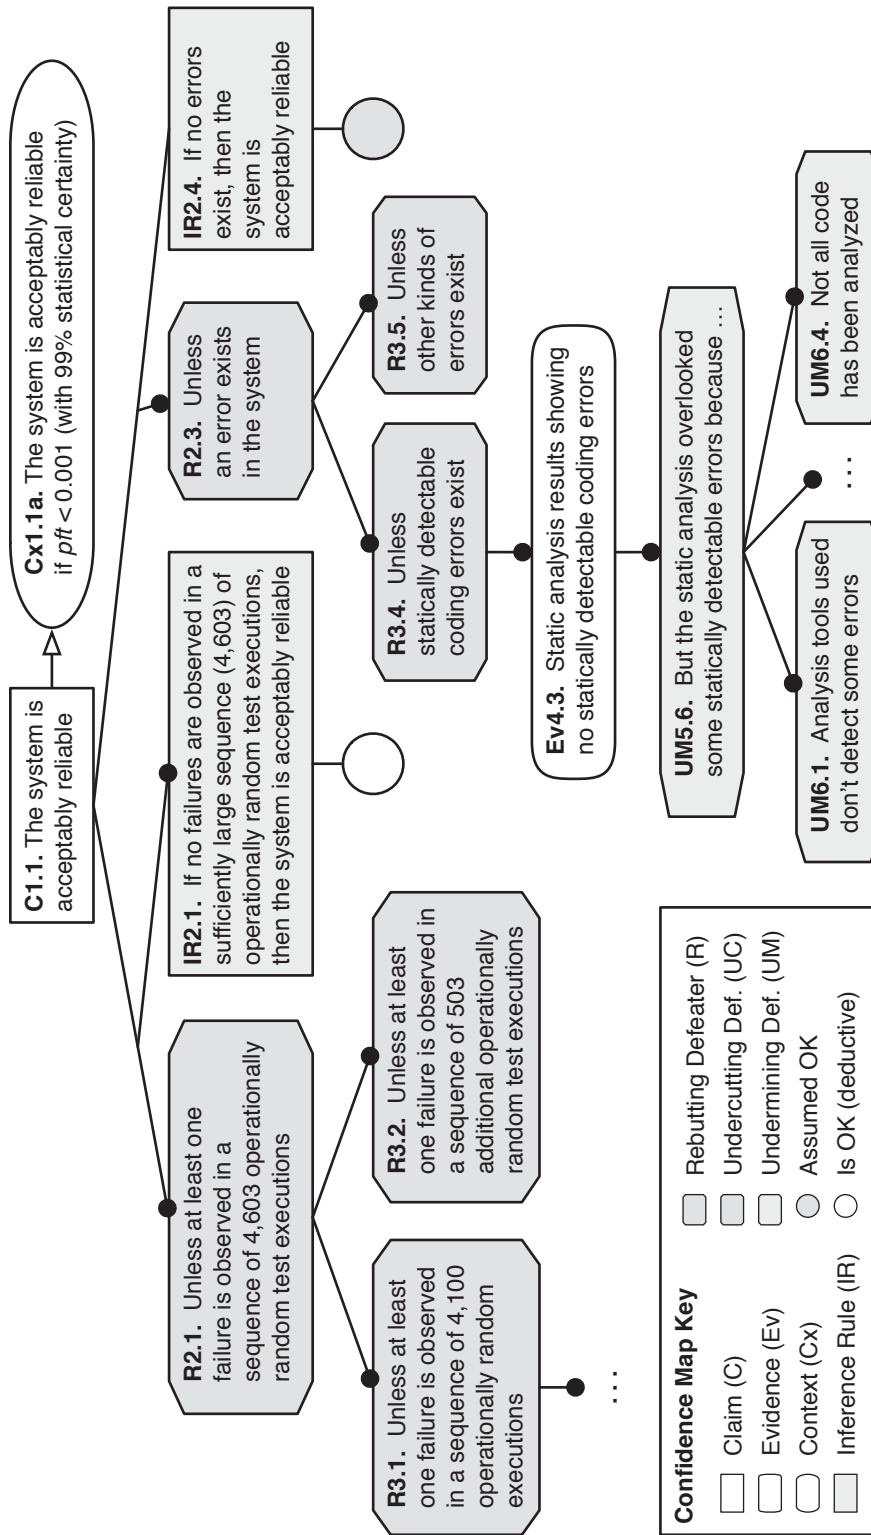 C1.1. The system is
acceptably reliable
Cx1.1a. The system is acceptably reliable
if pft < 0.001 (with 99% statistical certainty)
R2.1. Unless at least one
failure is observed in a
sequence of 4,603 operationally
random test executions
IR2.1. If no failures are observed in a
sufficiently large sequence (4,603) of
operationally random test executions,
then the system is acceptably reliable
R2.3. Unless
an error exists
in the system
IR2.4. If no errors
exist, then the
system is
acceptably reliable
R3.1. Unless at least
one failure is observed
in a sequence of 4,100
operationally random
executions
R3.2. Unless at least
one failure is observed in
a sequence of 503
additional operationally
random test executions
R3.4. Unless
statically detectable
coding errors exist
R3.5. Unless
other kinds of
errors exist
...
Ev4.3. Static analysis results showing
no statically detectable coding errors
UM5.6. But the static analysis overlooked
some statically detectable errors because ...
UM6.1. Analysis tools used
don't detect some errors
...
UM6.4. Not all code
has been analyzed
Confidence Map Key
Claim (C)
Evidence (Ev)
Context (Cx)
Inference Rule (IR)
Rebutting Defeater (R)
Undercutting Def. (UC)
Undermining Def. (UM)
Assumed OK
Is OK (deductive)